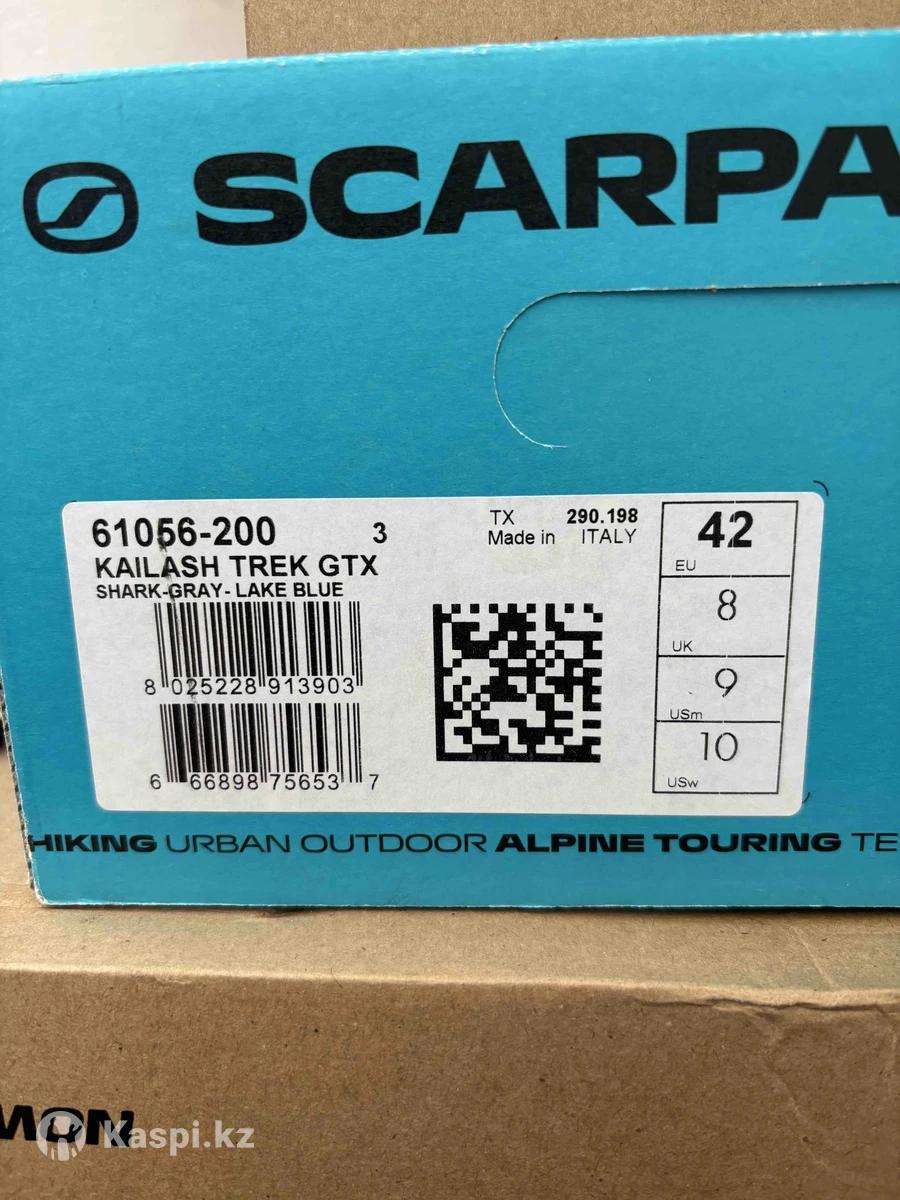 SCARPA
61056-200 3
KAILASH TREK GTX
SHARK-GRAY- LAKE BLUE
8 025228 913903
6 66898 75653 7
TX 290.198
Made in ITALY
42
EU
8
UK
9
USm
10
USw
HIKING URBAN OUTDOOR ALPINE TOURING TE
MON
Kaspi.kz